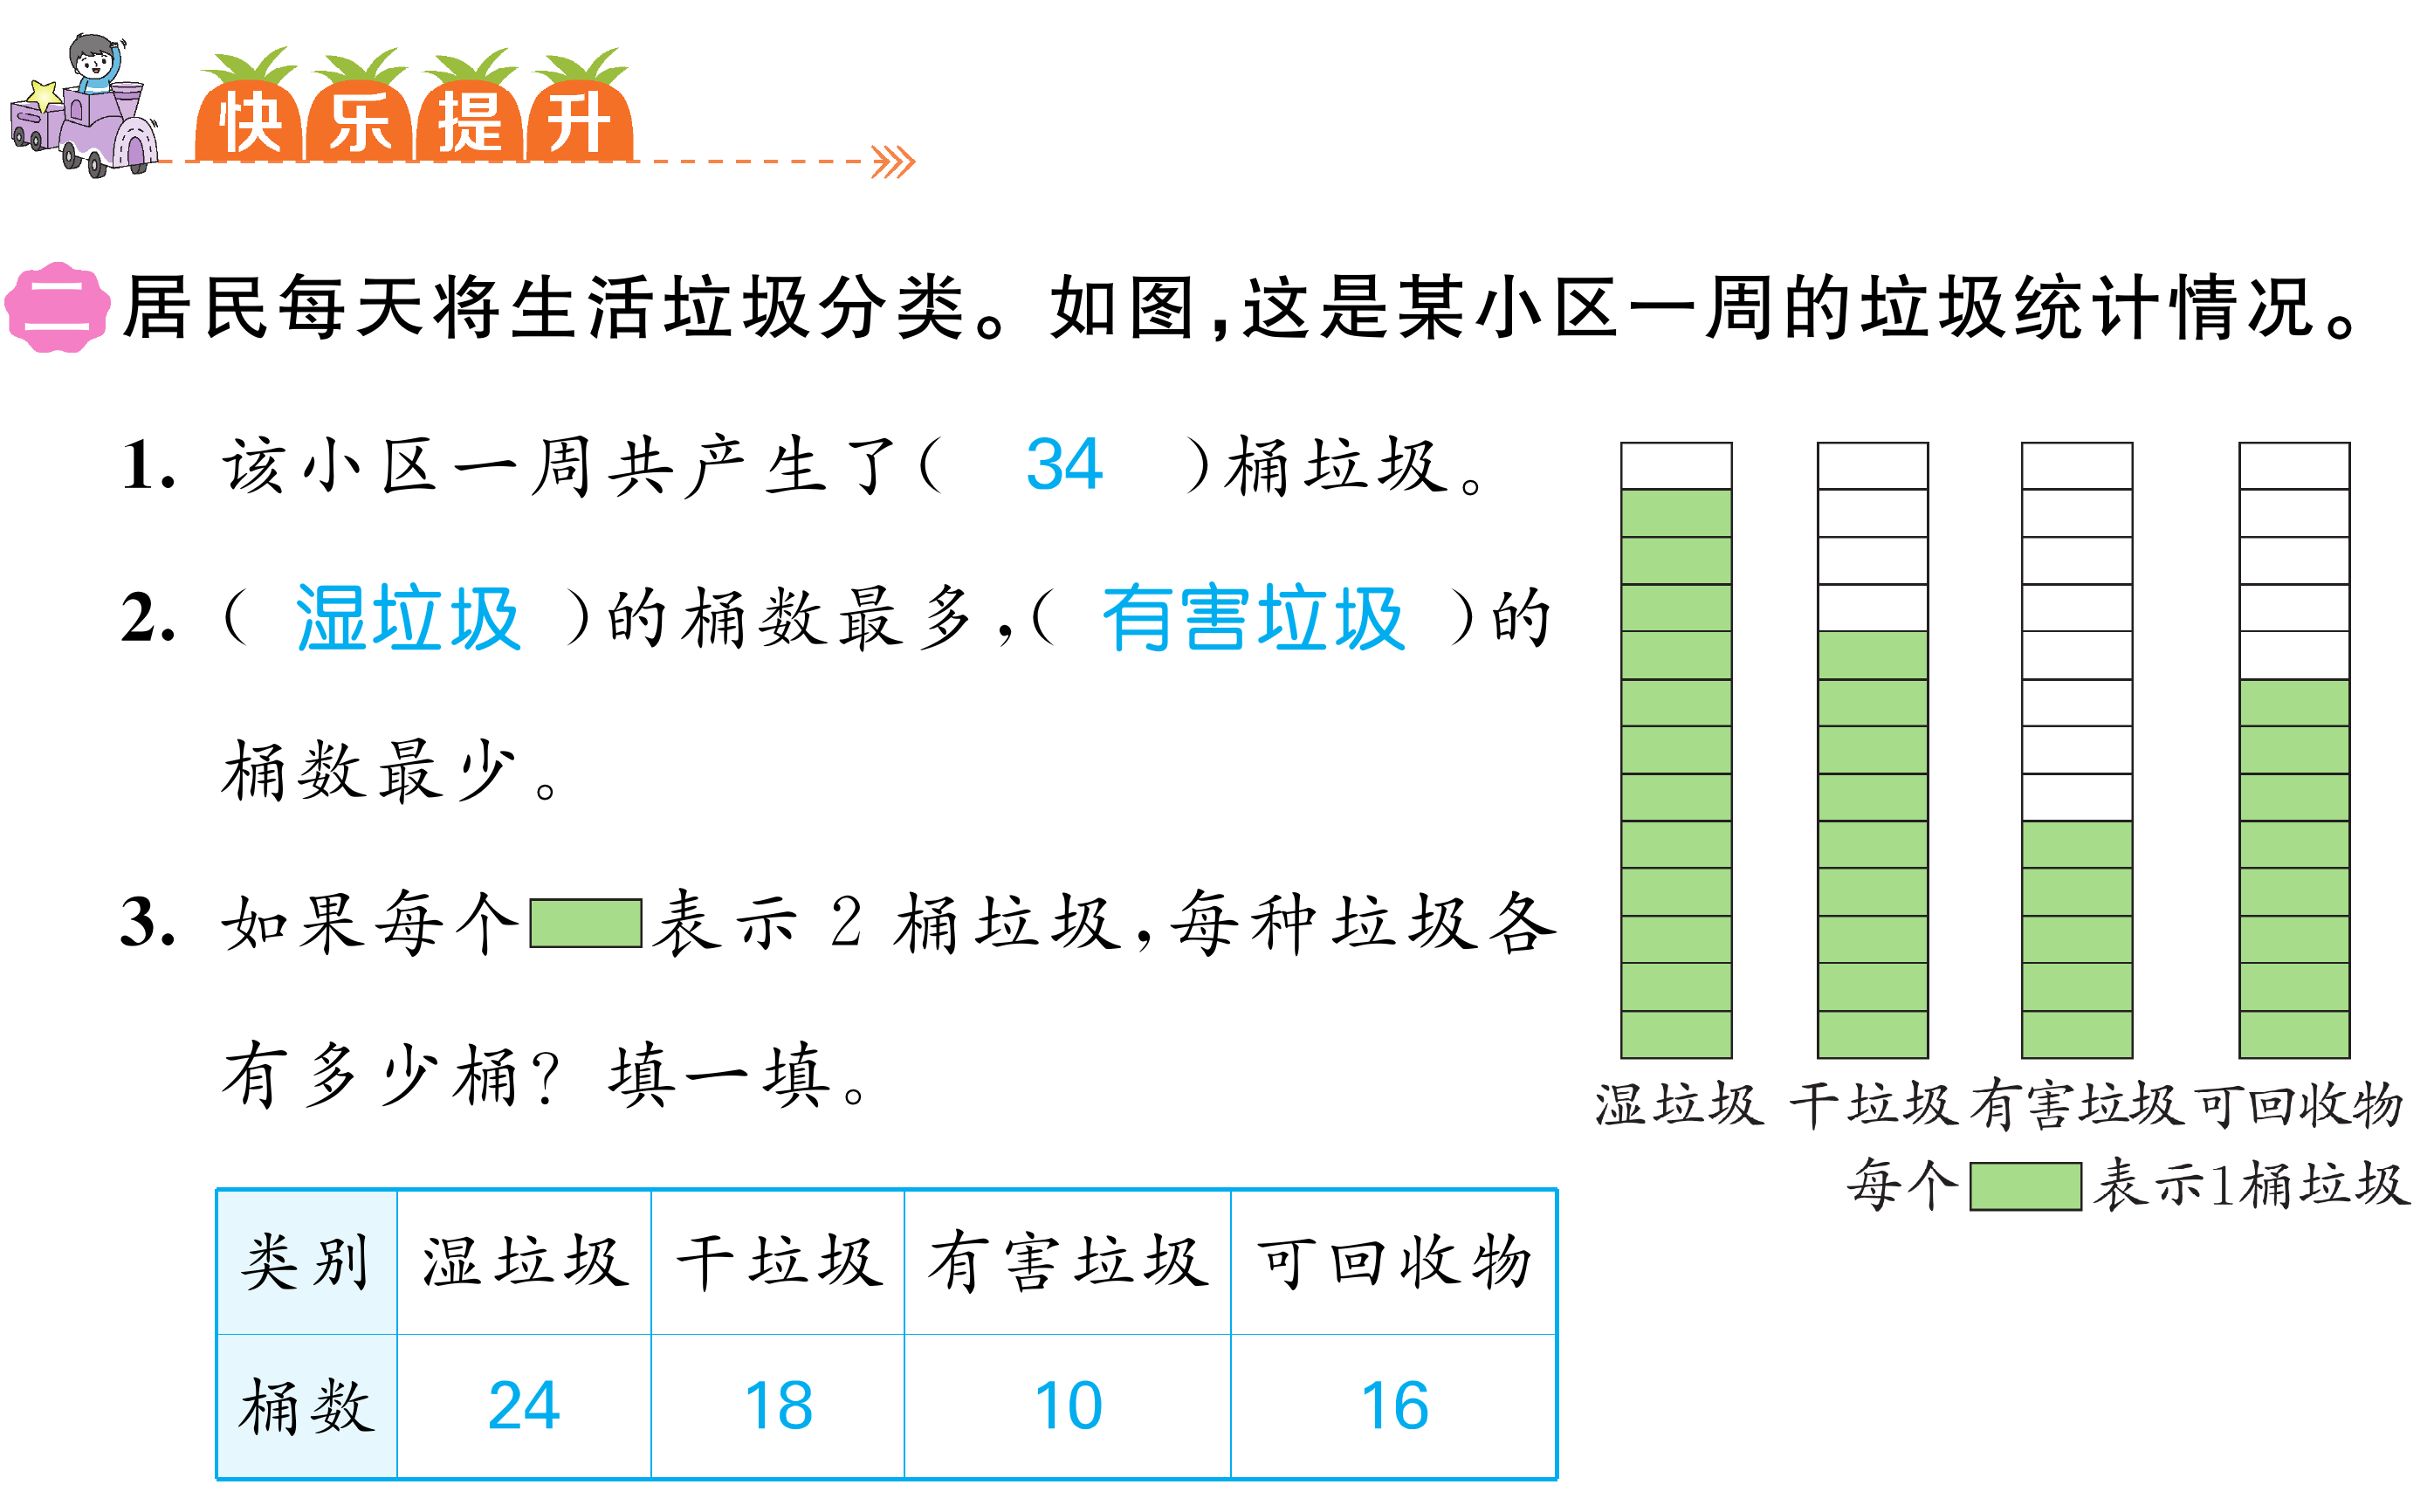 快乐提升
二 居民每天将生活垃圾分类。如图,这是某小区一周的垃圾统计情况。
1. 该小区一周共产生了( 34 )桶垃圾。
2. ( 湿垃圾 )的桶数最多,( 有害垃圾 )的
桶数最少。
3. 如果每个 表示 2 桶垃圾,每种垃圾各
有多少桶? 填一填。
湿垃圾 干垃圾 有害垃圾 可回收物
每个 表示1桶垃圾
类别 湿垃圾 干垃圾 有害垃圾 可回收物
桶数 24 18 10 16